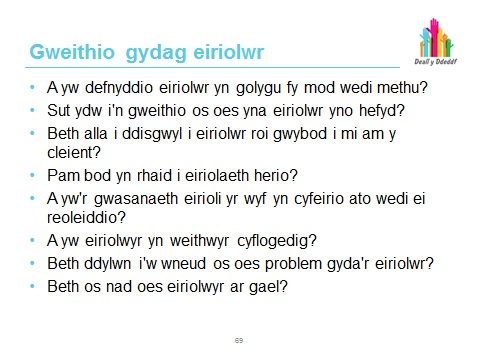 Gweithio gydag eiriolwr
Deall y Ddeddf
• A yw defnyddio eiriolwr yn golygu fy mod wedi methu?
• Sut ydw i'n gweithio os oes yna eiriolwr yno hefyd?
• Beth alla i ddisgwyl i eiriolwr roi gwybod i mi am y
cleient?
• Pam bod yn rhaid i eiriolaeth herio?
• A yw'r gwasanaeth eirioli yr wyf yn cyfeirio ato wedi ei
reoleiddio?
• A yw eiriolwyr yn weithwyr cyflogedig?
• Beth ddylwn i'w wneud os oes problem gyda'r eiriolwr?
• Beth os nad oes eiriolwyr ar gael?
69